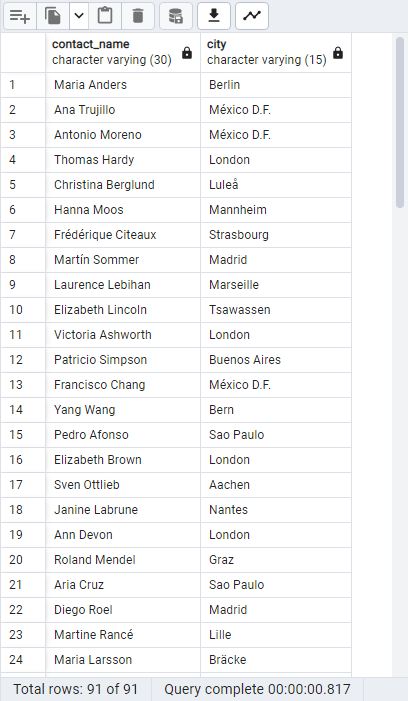 contact_name city
character varying (30) character varying (15)
1 Maria Anders Berlin
2 Ana Trujillo México D.F.
3 Antonio Moreno México D.F.
4 Thomas Hardy London
5 Christina Berglund Luleå
6 Hanna Moos Mannheim
7 Frédérique Citeaux Strasbourg
8 Martín Sommer Madrid
9 Laurence Lebihan Marseille
10 Elizabeth Lincoln Tsawassen
11 Victoria Ashworth London
12 Patricio Simpson Buenos Aires
13 Francisco Chang México D.F.
14 Yang Wang Bern
15 Pedro Afonso Sao Paulo
16 Elizabeth Brown London
17 Sven Ottlieb Aachen
18 Janine Labrune Nantes
19 Ann Devon London
20 Roland Mendel Graz
21 Aria Cruz Sao Paulo
22 Diego Roel Madrid
23 Martine Rancé Lille
24 Maria Larsson Bräcke
Total rows: 91 of 91 Query complete 00:00:00.817